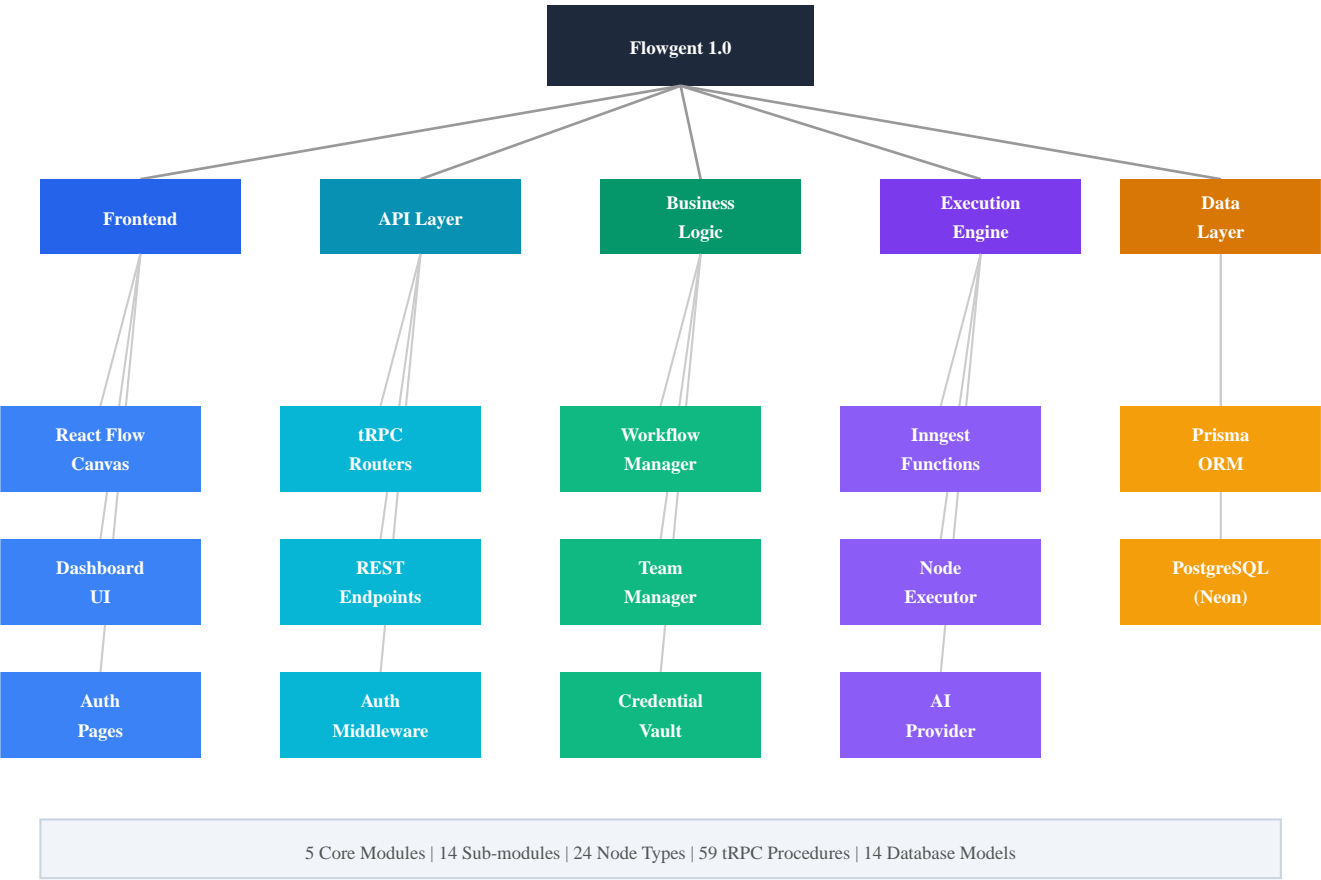 Flowgent 1.0
Frontend
API Layer
Business
Logic
Execution
Engine
Data
Layer
React Flow
Canvas
tRPC
Routers
Workflow
Manager
Inngest
Functions
Prisma
ORM
Dashboard
UI
REST
Endpoints
Team
Manager
Node
Executor
PostgreSQL
(Neon)
Auth
Pages
Auth
Middleware
Credential
Vault
AI
Provider
5 Core Modules | 14 Sub-modules | 24 Node Types | 59 tRPC Procedures | 14 Database Models